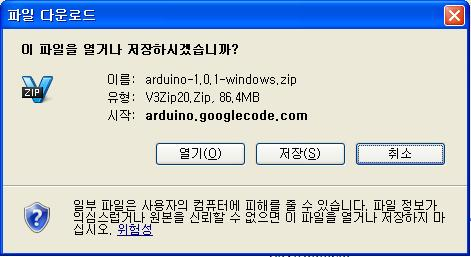 파일 다운로드
이 파일을 열거나 저장하시겠습니까?
ZIP
이름: arduino-1.0.1-windows.zip
유형: V3Zip20.Zip, 86.4MB
시작: arduino.googlecode.com
열기(O) 저장(S) 취소
일부 파일은 사용자의 컴퓨터에 피해를 줄 수 있습니다. 파일 정보가
의심스럽거나 원본을 신뢰할 수 없으면 이 파일을 열거나 저장하지 마
십시오. 위험성